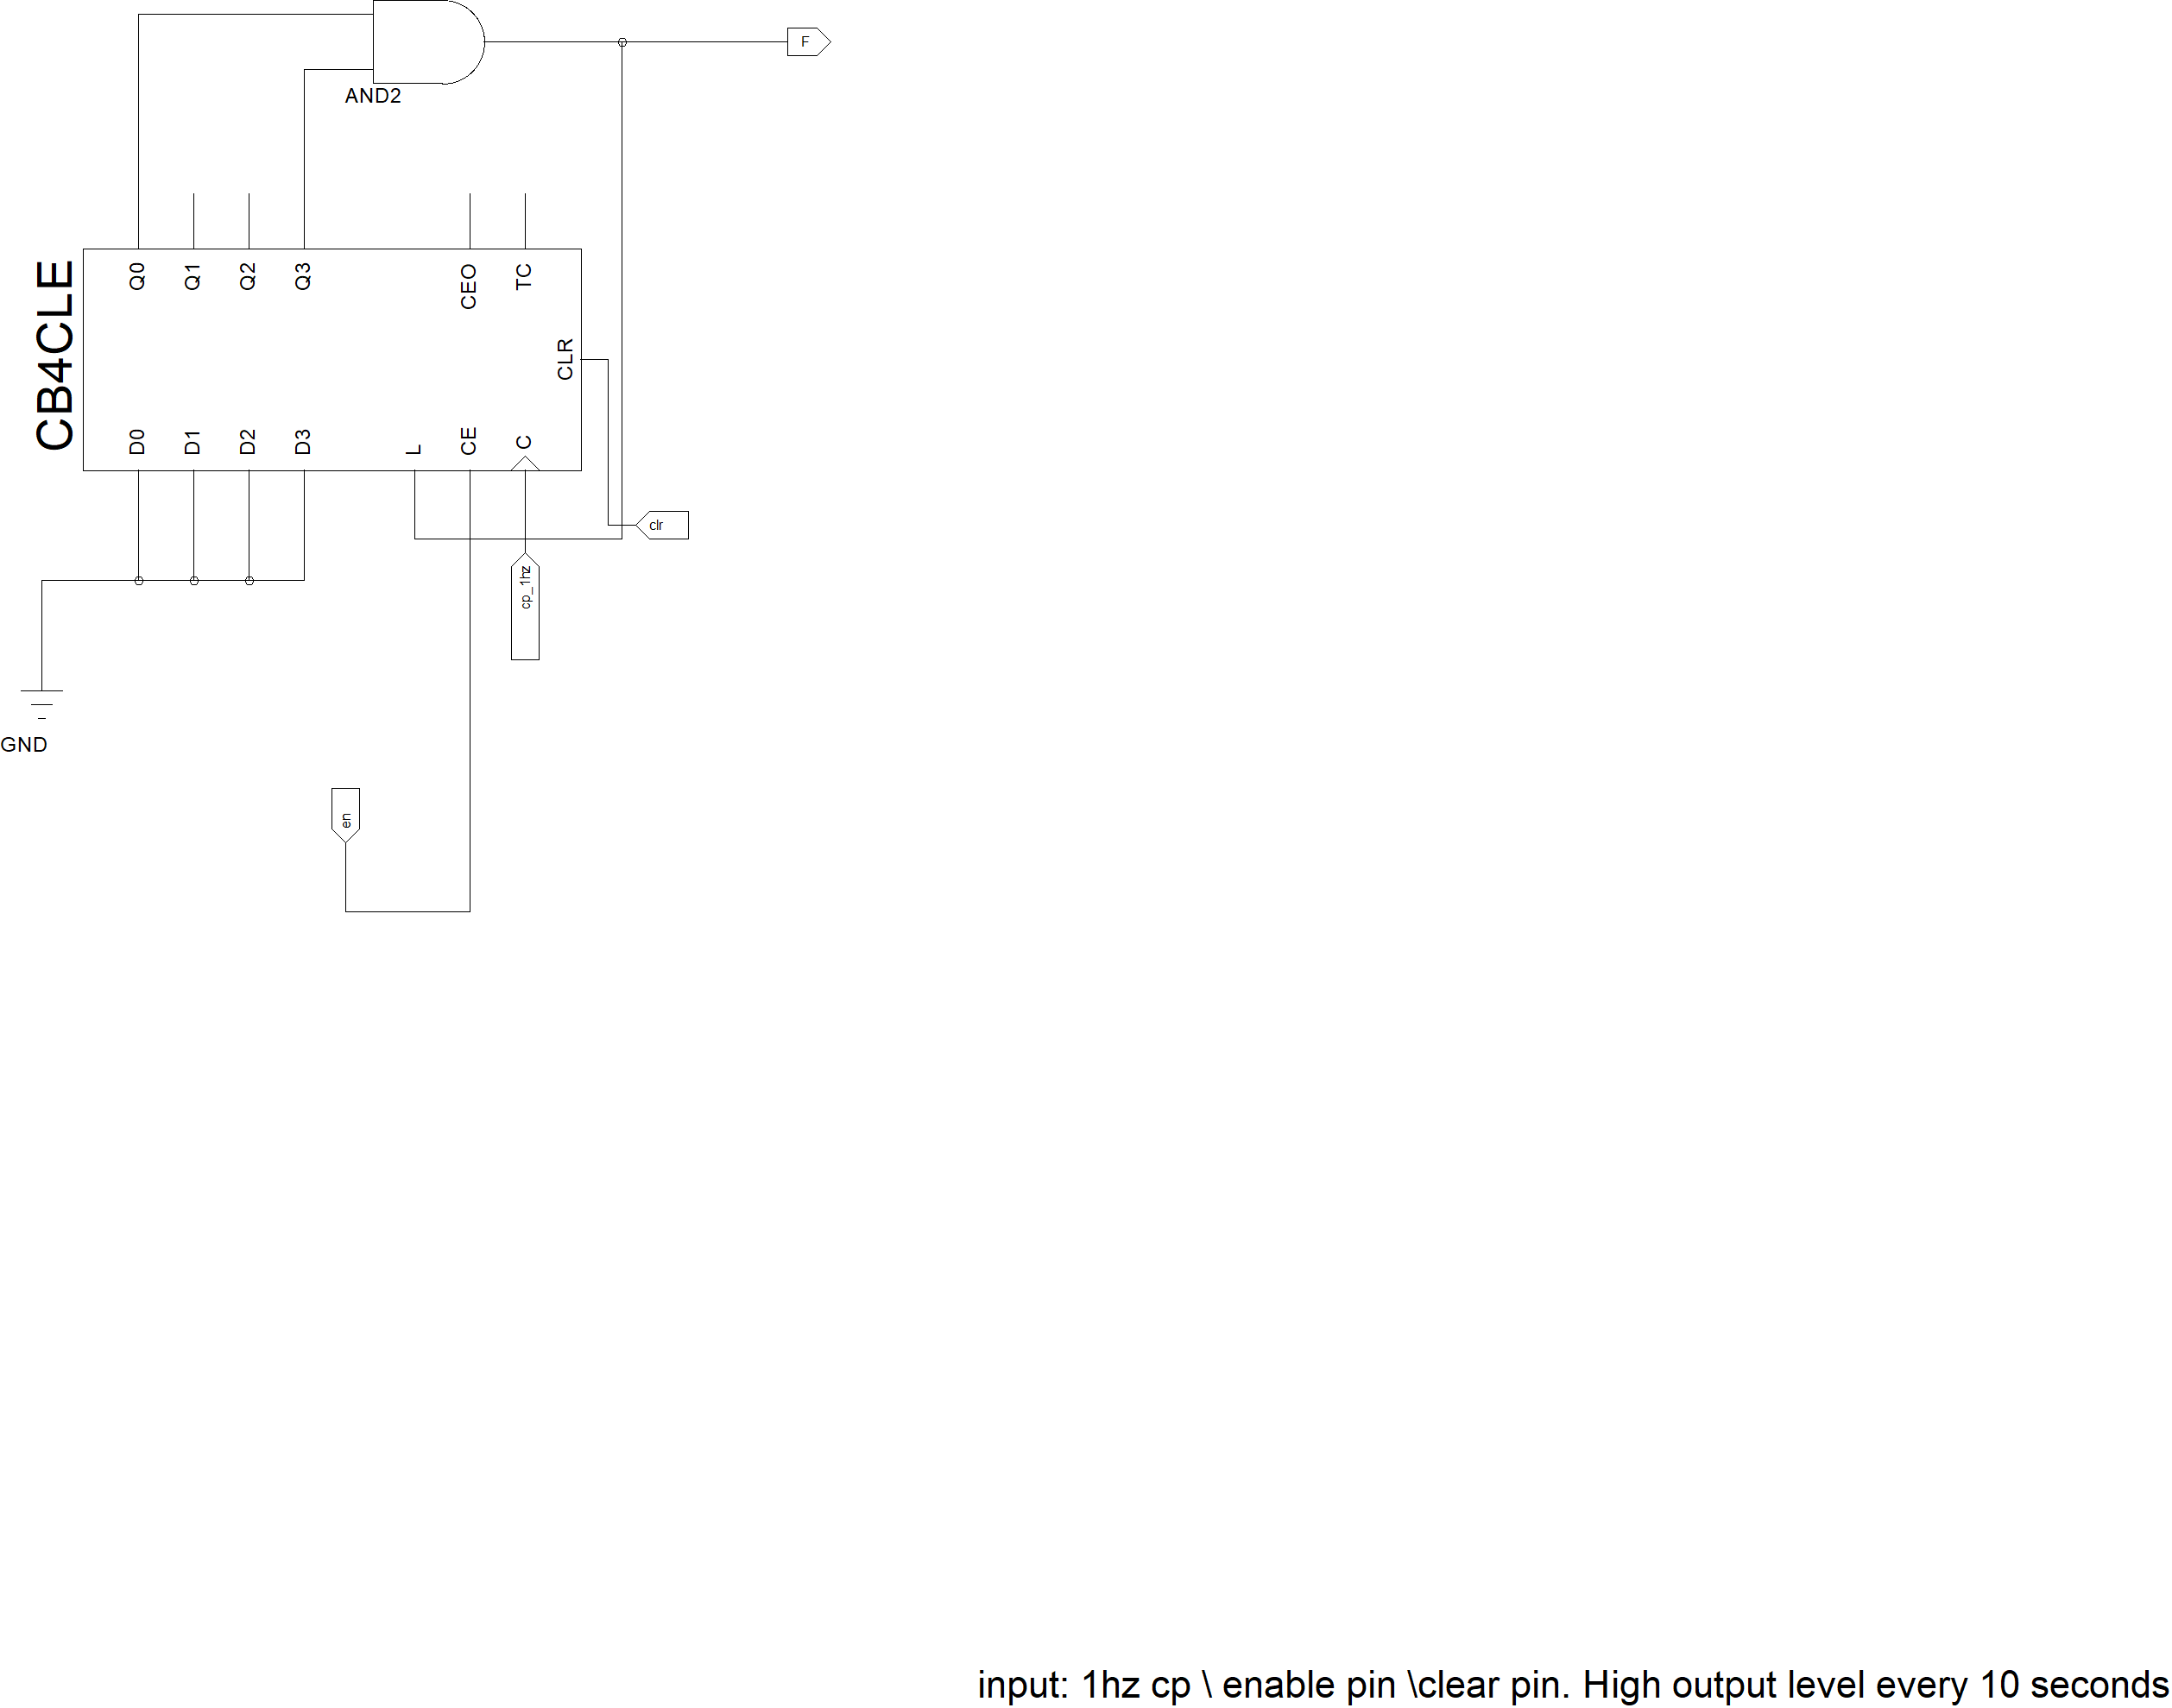 F
AND2
CB4CLE
Q0
Q1
Q2
Q3
CEO
TC
CLR
D0
D1
D2
D3
L
CE
C
clr
cp_1hz
GND
en
input: 1hz cp \ enable pin \clear pin. High output level every 10 seconds